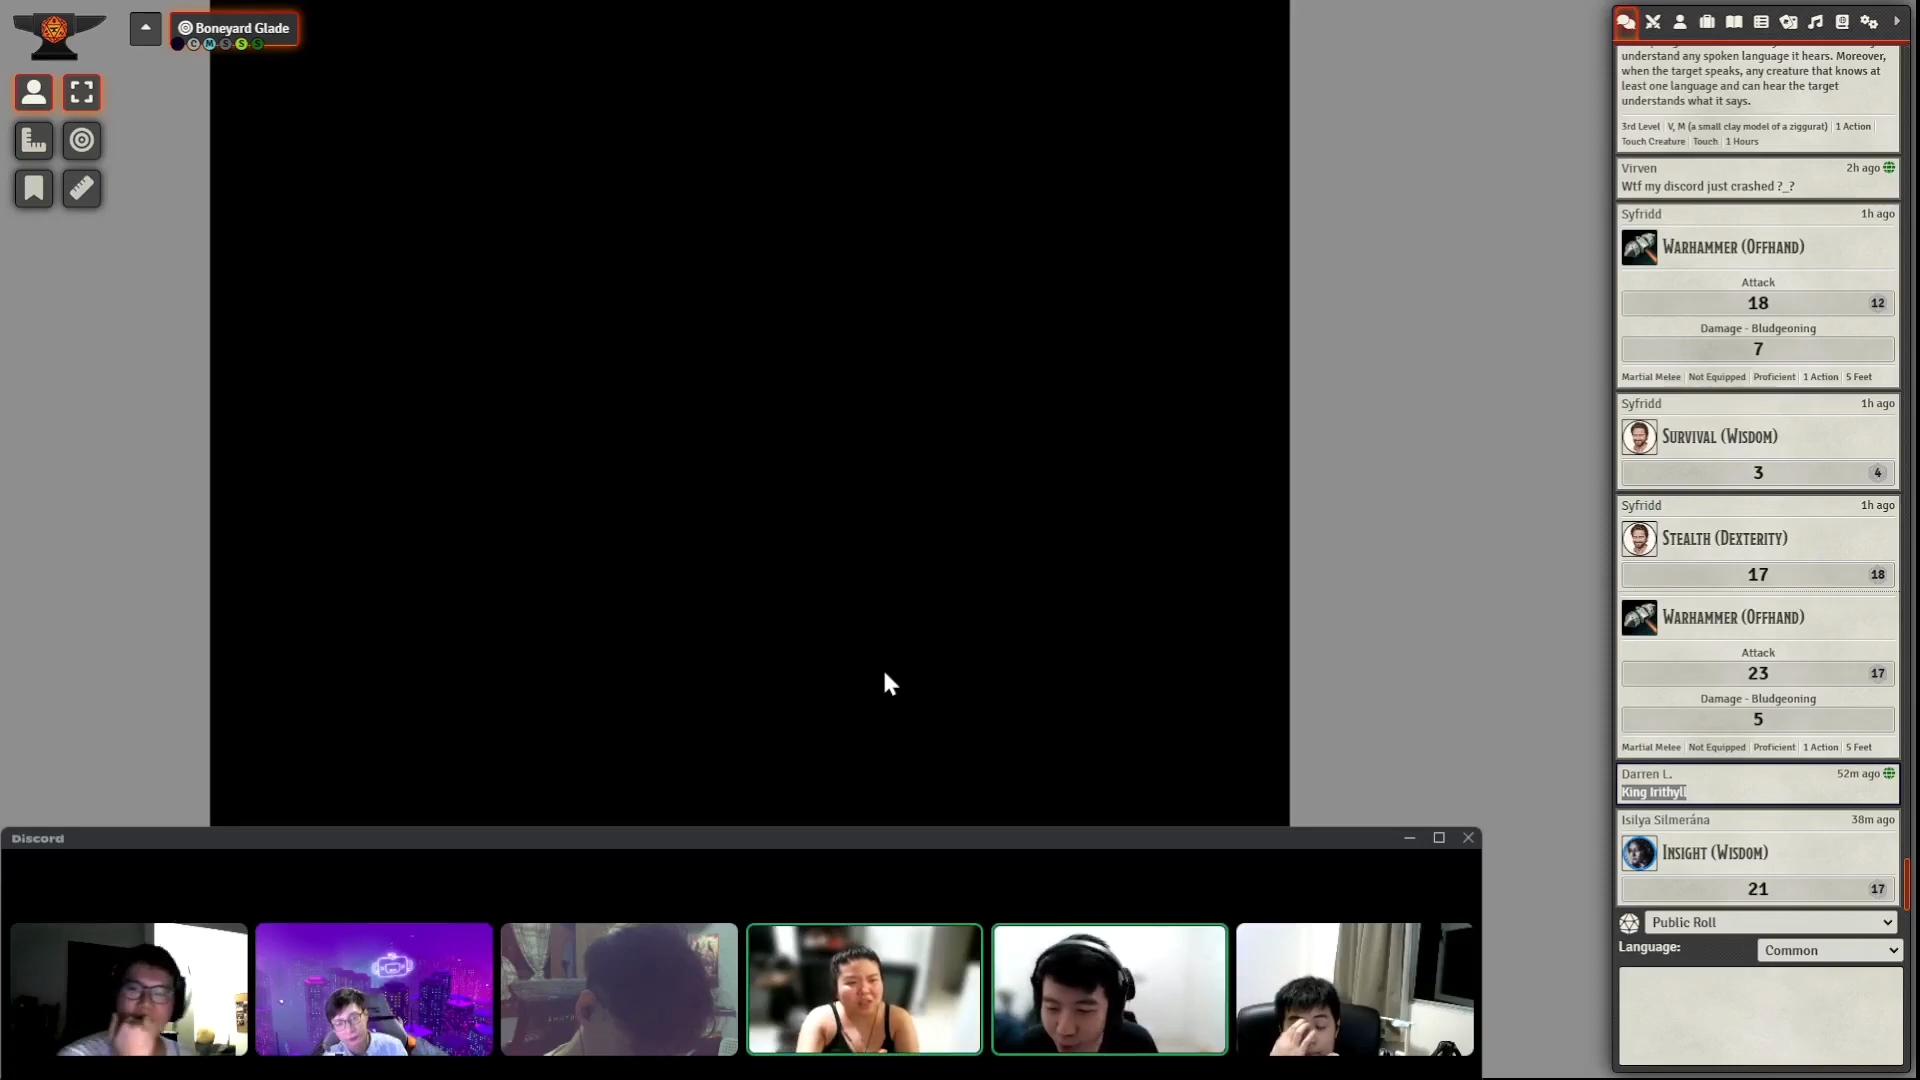 Boneyard Glade
C M S S S
understand any spoken language it hears. Moreover,
when the target speaks, any creature that knows at
least one language and can hear the target
understands what it says.
3rd Level V, M (a small clay model of a ziggurat) 1 Action
Touch Creature Touch 1 Hours
Virven 2h ago
Wtf my discord just crashed ?_?
Syfridd 1h ago
Warhammer (Offhand)
Attack
18 12
Damage - Bludgeoning
7
Martial Melee Not Equipped Proficient 1 Action 5 Feet
Syfridd 1h ago
Survival (Wisdom)
3 4
Syfridd 1h ago
Stealth (Dexterity)
17 18
Warhammer (Offhand)
Attack
23 17
Damage - Bludgeoning
5
Martial Melee Not Equipped Proficient 1 Action 5 Feet
Darren L. 52m ago
King Irithyll
Isilya Silmerána 38m ago
Insight (Wisdom)
21 17
Public Roll
Language: Common
Discord